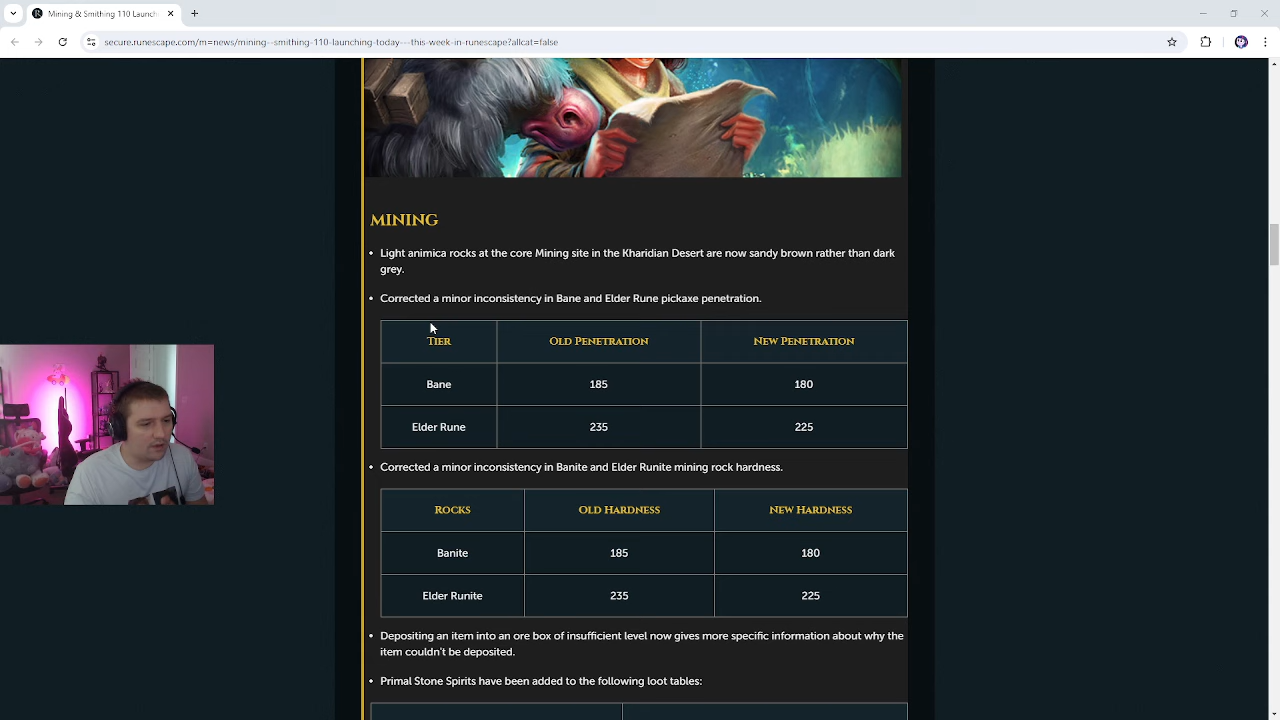 Mining & Smithing 110 Launch
secure.runescape.com/m=news/mining--smithing-110-launching-today---this-week-in-runescape?allcat=false
MINING
• Light animica rocks at the core Mining site in the Kharidian Desert are now sandy brown rather than dark
grey.
• Corrected a minor inconsistency in Bane and Elder Rune pickaxe penetration.
TIER OLD PENETRATION NEW PENETRATION
Bane 185 180
Elder Rune 235 225
• Corrected a minor inconsistency in Banite and Elder Runite mining rock hardness.
ROCKS OLD HARDNESS NEW HARDNESS
Banite 185 180
Elder Runite 235 225
• Depositing an item into an ore box of insufficient level now gives more specific information about why the
item couldn't be deposited.
• Primal Stone Spirits have been added to the following loot tables: